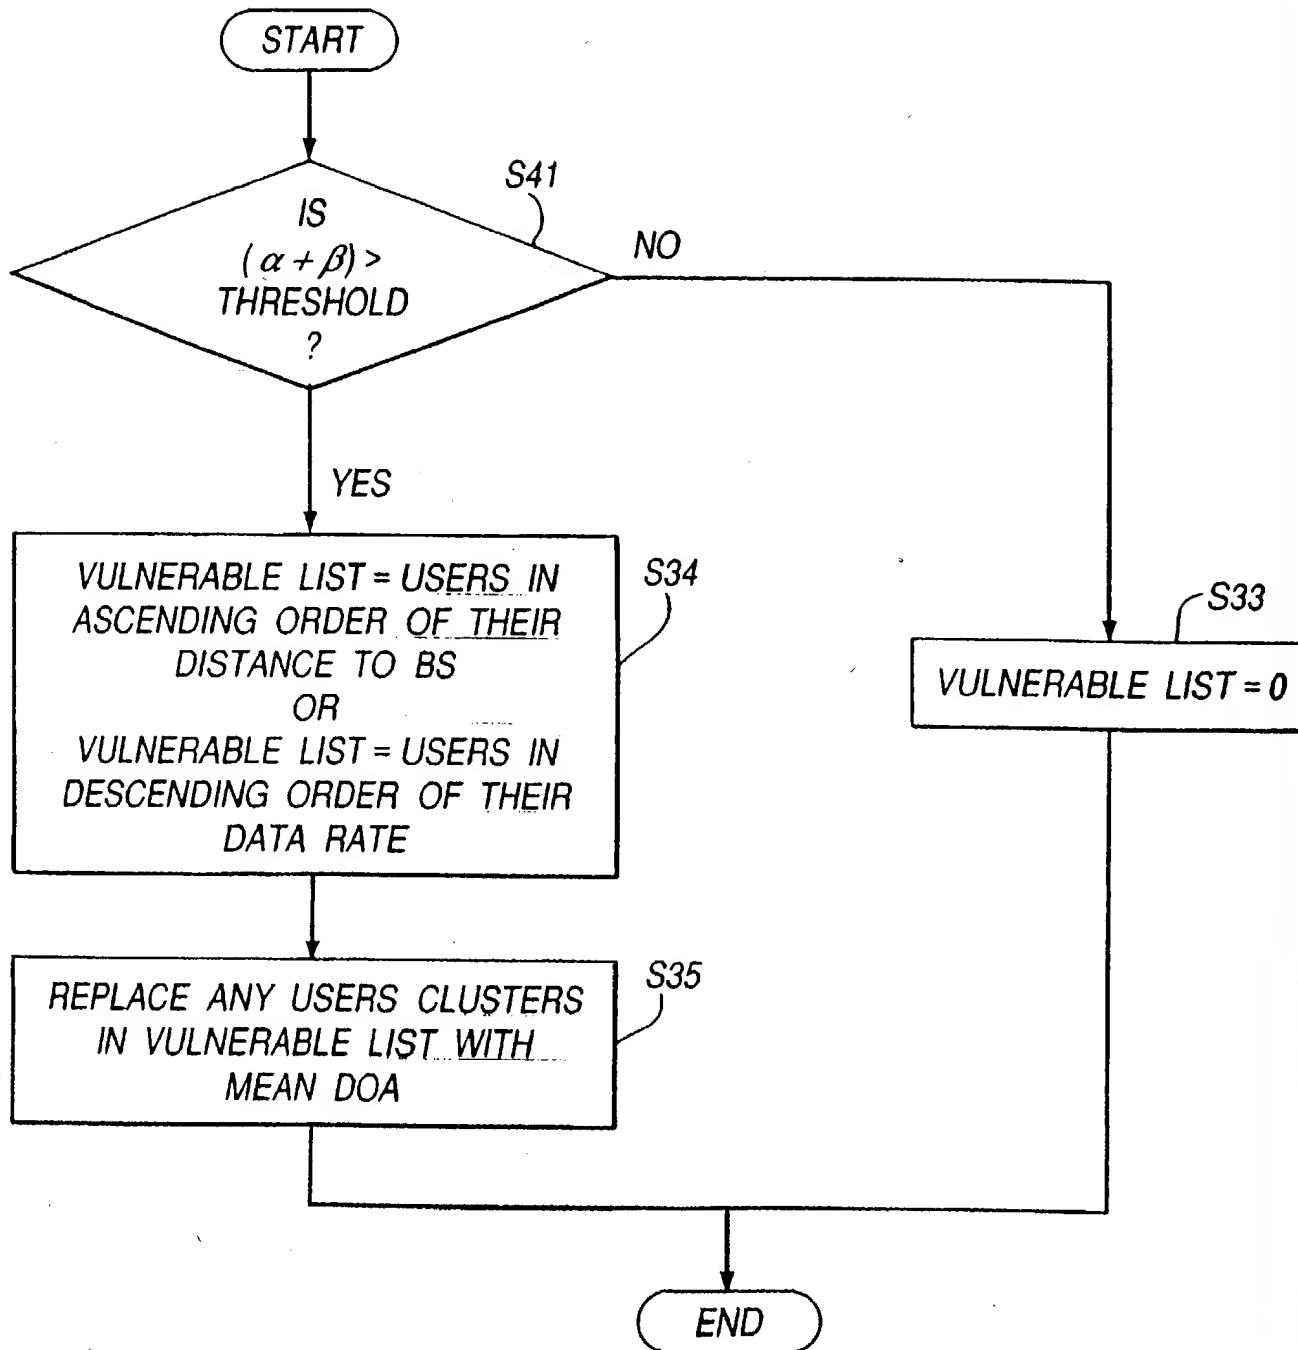 START
S41
IS
(α + β) >
THRESHOLD
?
NO
YES
VULNERABLE LIST = USERS IN
ASCENDING ORDER OF THEIR
DISTANCE TO BS
OR
VULNERABLE LIST = USERS IN
DESCENDING ORDER OF THEIR
DATA RATE
S34
S33
VULNERABLE LIST = 0
REPLACE ANY USERS CLUSTERS
IN VULNERABLE LIST WITH
MEAN DOA
S35
END